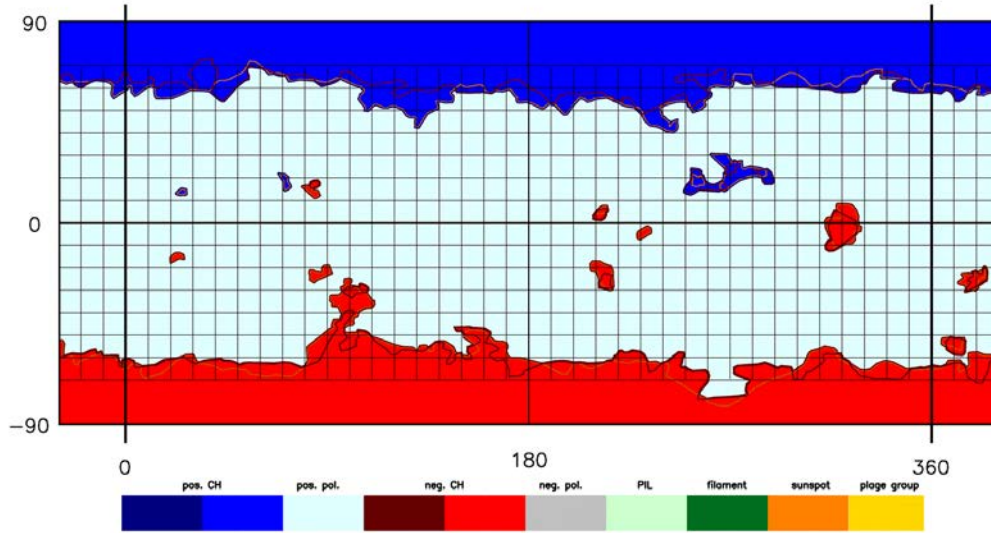 90
0
−90
0 180 360
pos. CH pos. pol. neg. CH neg. pol. PIL filament sunspot plage group